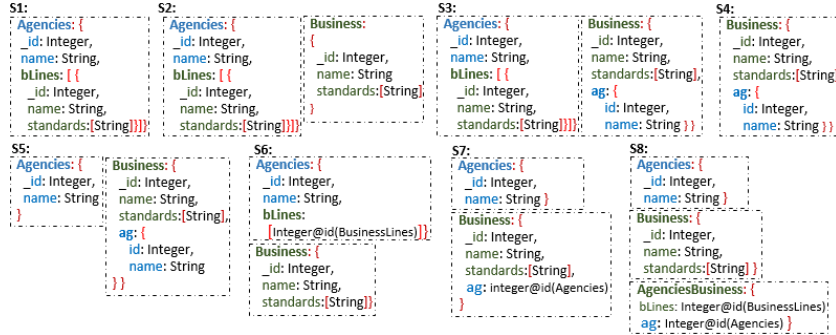 S1:
Agencies: {
_id: Integer,
name: String,
bLines: [ {
_id: Integer,
name: String,
standards:[String]}]}
S2:
Agencies: {
_id: Integer,
name: String,
bLines: [ {
_id: Integer,
name: String,
standards:[String]}]}
Business:
{
_id: Integer,
name: String
standards:[String]
}
S3:
Agencies: {
_id: Integer,
name: String,
bLines: [ {
_id: Integer,
name: String,
standards:[String]}]}
Business: {
_id: Integer,
name: String,
standards:[String],
ag: {
id: Integer,
name: String } }
S4:
Business: {
_id: Integer,
name: String,
standards:[String]
ag: {
id: Integer,
name: String } }
S5:
Agencies: {
_id: Integer,
name: String
}
Business: {
_id: Integer,
name: String,
standards:[String],
ag: {
id: Integer,
name: String
} }
S6:
Agencies: {
_id: Integer,
name: String,
bLines:
[Integer@id(BusinessLines)]}
Business: {
_id: Integer,
name: String,
standards:[String]}
S7:
Agencies: {
_id: Integer,
name: String }
Business: {
_id: Integer,
name: String,
standards:[String],
ag: integer@id(Agencies)
}
S8:
Agencies: {
_id: Integer,
name: String }
Business: {
_id: Integer,
name: String,
standards:[String] }
AgenciesBusiness: {
bLines: Integer@id(BusinessLines)
ag: Integer@id(Agencies) }